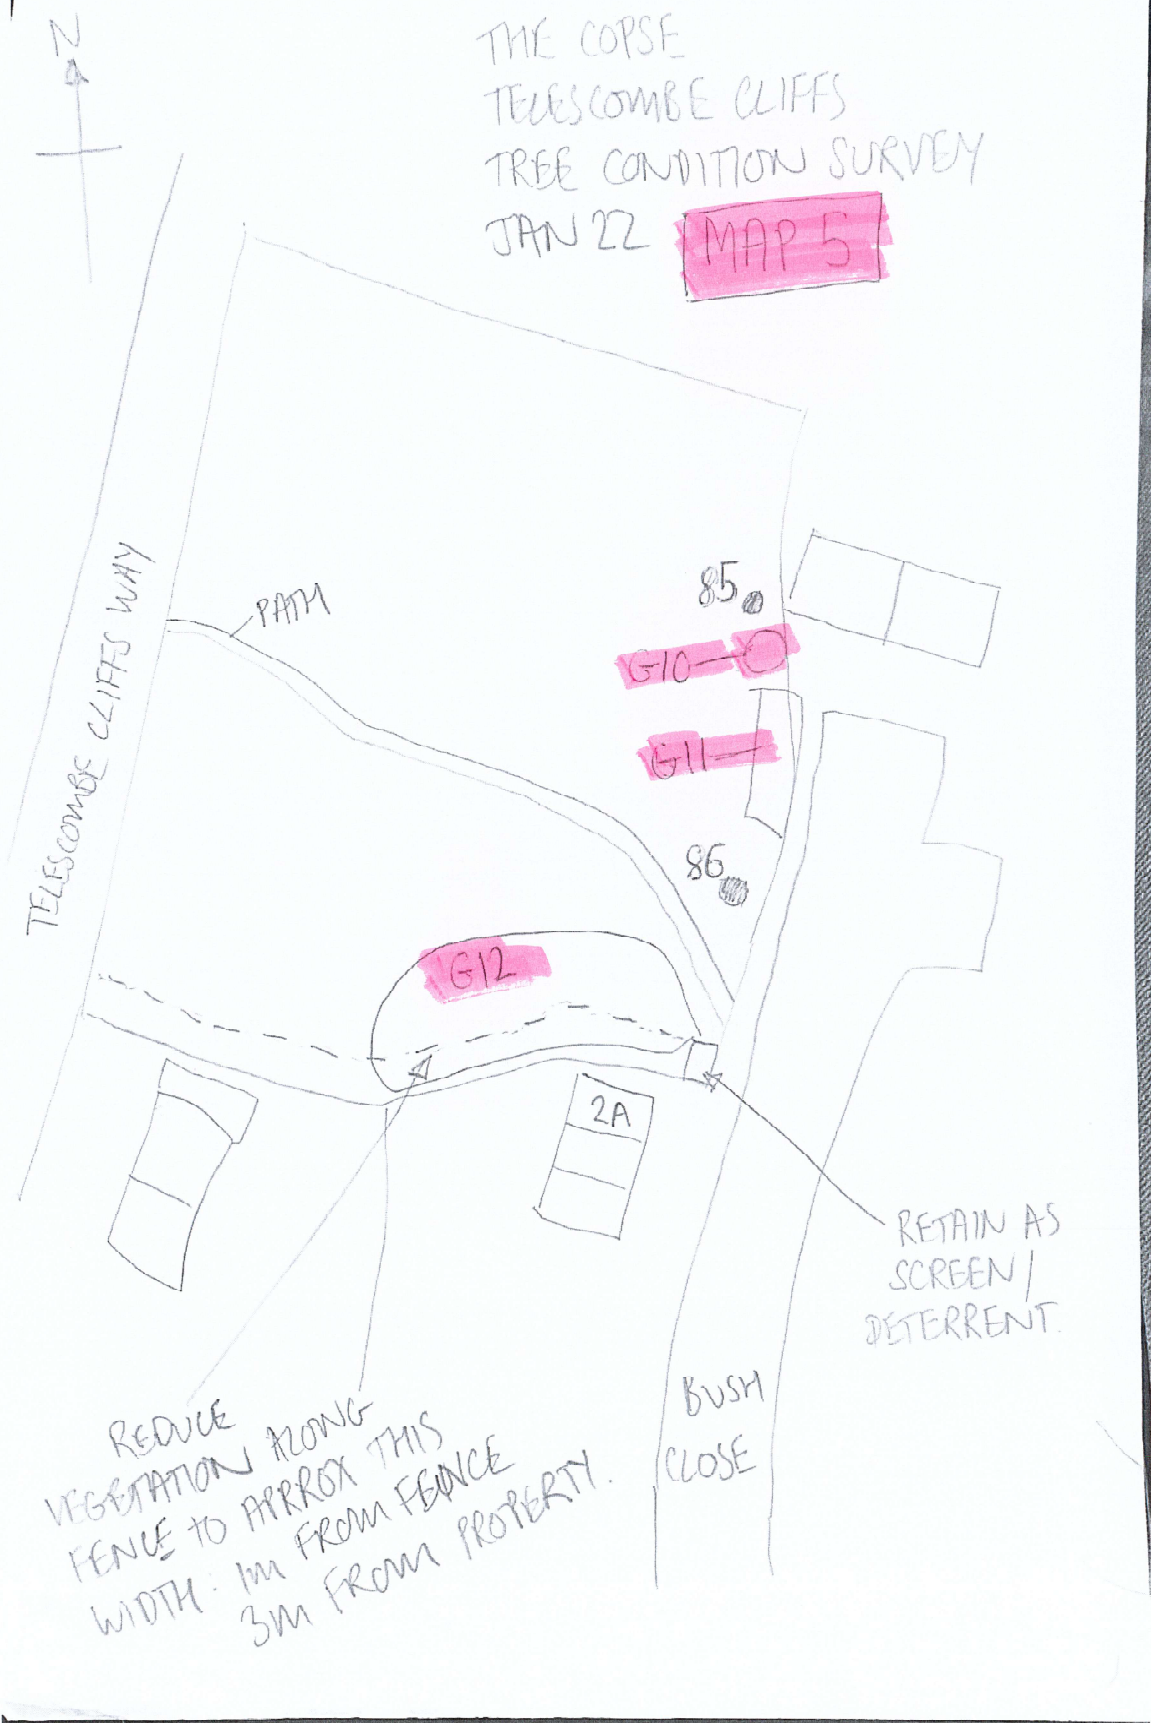 N
THE COPSE
TELESCOMBE CLIFFS
TREE CONDITION SURVEY
JAN 22 MAP 5
TELESCOMBE CLIFFS WAY
PATH
85
G10
G11
86
G12
2A
RETAIN AS
SCREEN/
DETERRENT.
BUSH
CLOSE
REDUCE
VEGETATION ALONG
FENCE TO APRROX THIS
WIDTH: 1m FROM FENCE
3m FROM PROPERTY.